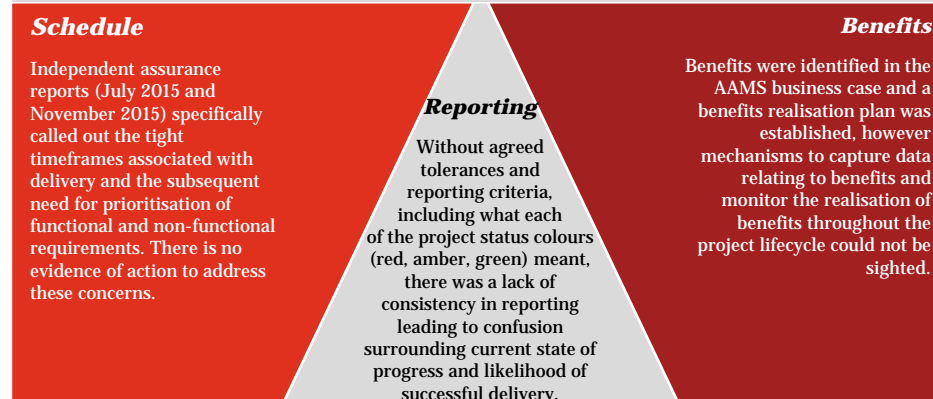 Schedule
Independent assurance
reports (July 2015 and
November 2015) specifically
called out the tight
timeframes associated with
delivery and the subsequent
need for prioritisation of
functional and non-functional
requirements. There is no
evidence of action to address
these concerns.
Reporting
Without agreed
tolerances and
reporting criteria,
including what each
of the project status colours
(red, amber, green) meant,
there was a lack of
consistency in reporting
leading to confusion
surrounding current state of
progress and likelihood of
successful delivery.
Benefits
Benefits were identified in the
AAMS business case and a
benefits realisation plan was
established, however
mechanisms to capture data
relating to benefits and
monitor the realisation of
benefits throughout the
project lifecycle could not be
sighted.